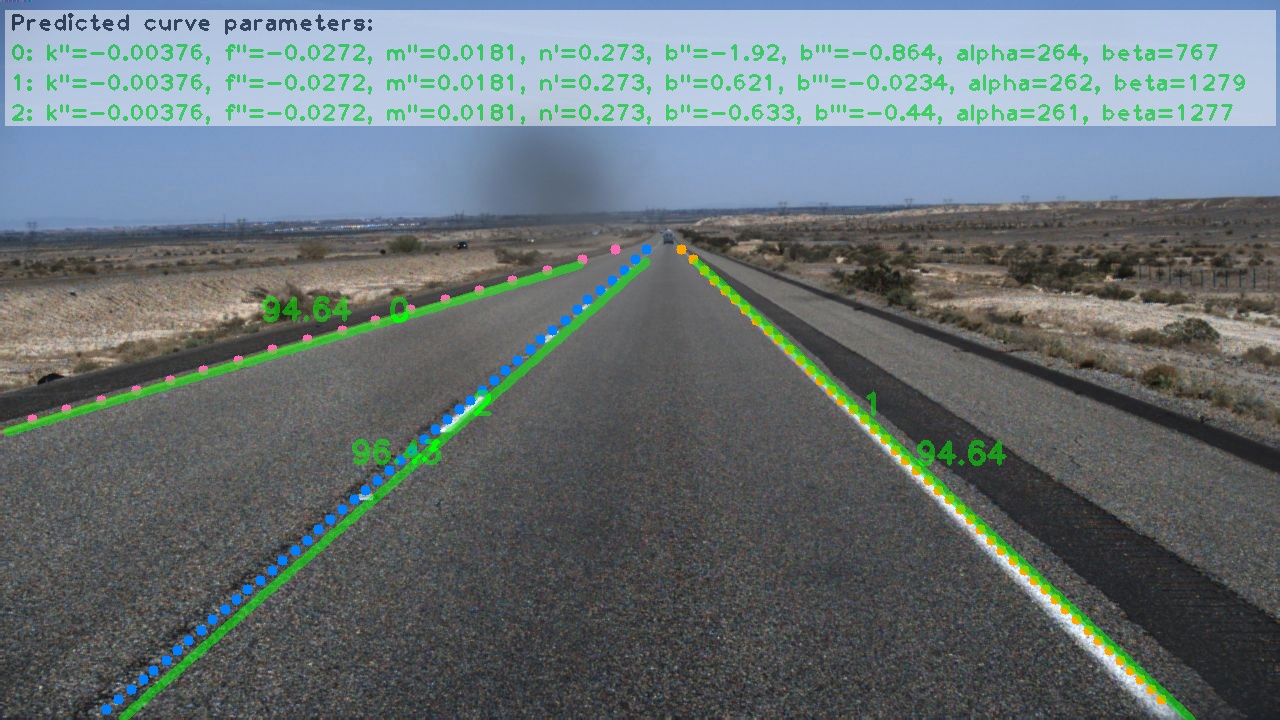 Predicted curve parameters:
0: k''=-0.00376, f''=-0.0272, m''=0.0181, n'=0.273, b''=-1.92, b'''=-0.864, alpha=264, beta=767
1: k''=-0.00376, f''=-0.0272, m''=0.0181, n'=0.273, b''=0.621, b'''=-0.0234, alpha=262, beta=1279
2: k''=-0.00376, f''=-0.0272, m''=0.0181, n'=0.273, b''=-0.633, b'''=-0.44, alpha=261, beta=1277
94.64 0
1
2
94.64